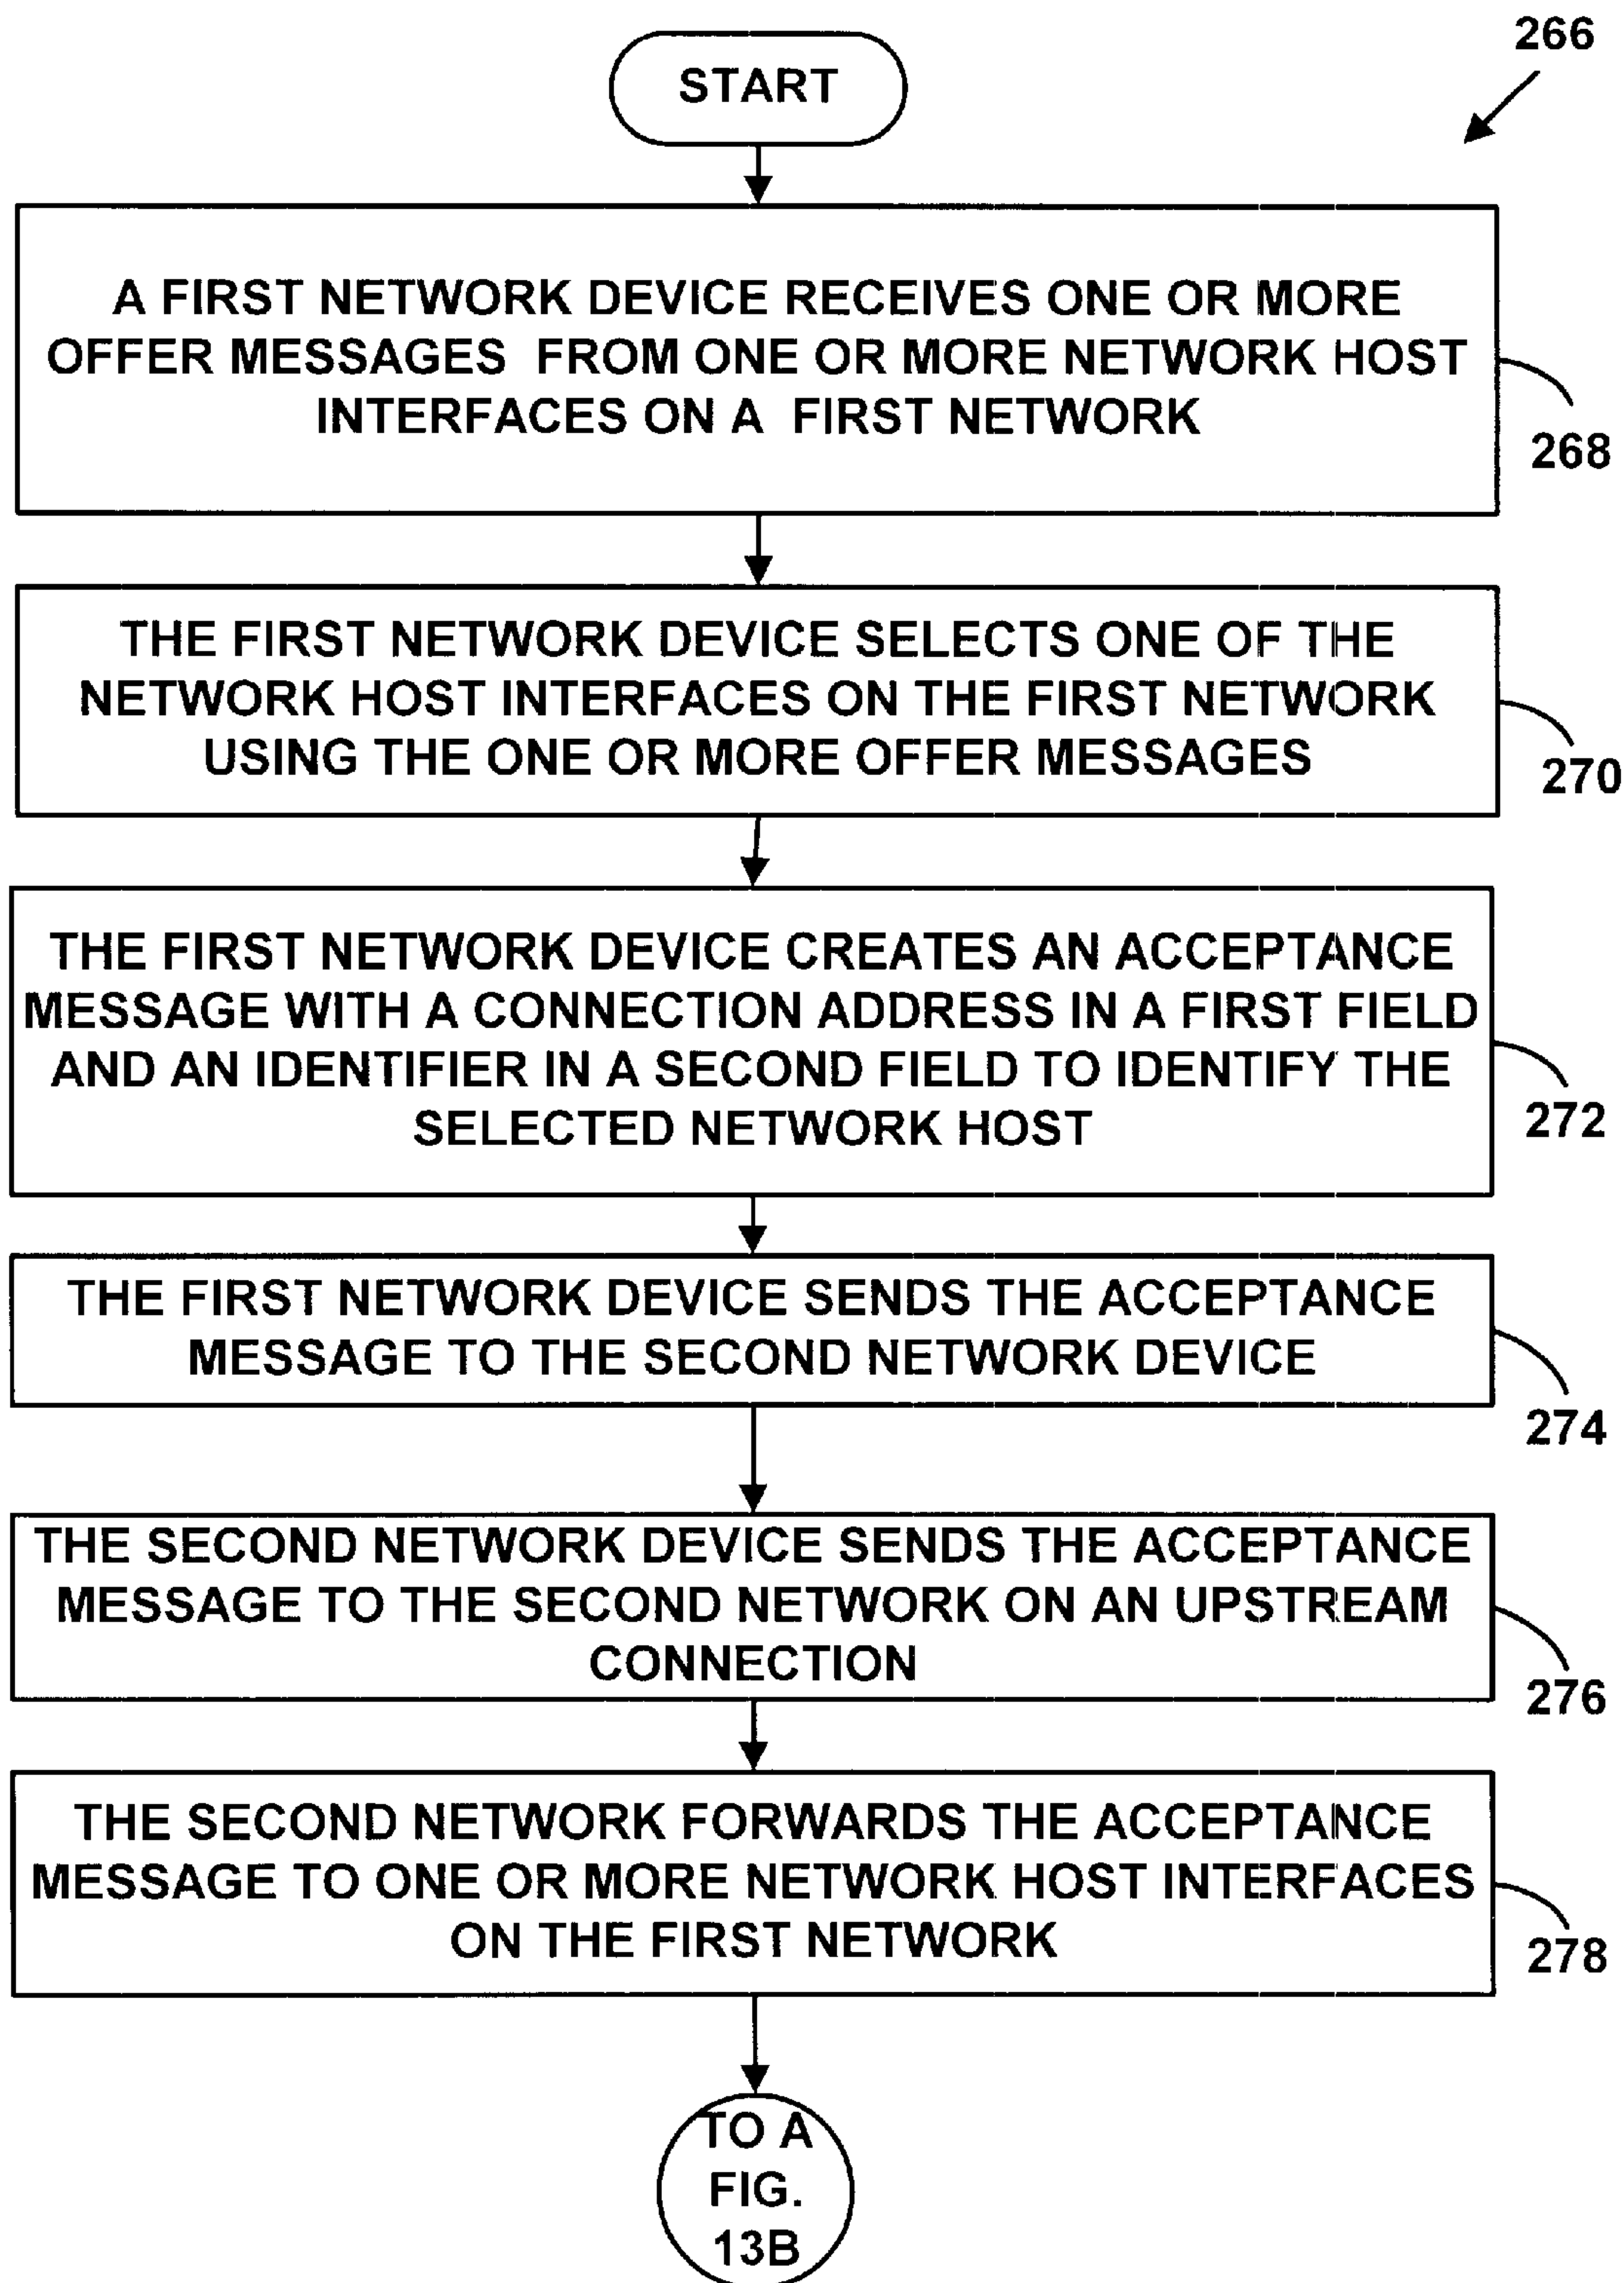 266
START
A FIRST NETWORK DEVICE RECEIVES ONE OR MORE
OFFER MESSAGES FROM ONE OR MORE NETWORK HOST
INTERFACES ON A FIRST NETWORK
268
THE FIRST NETWORK DEVICE SELECTS ONE OF THE
NETWORK HOST INTERFACES ON THE FIRST NETWORK
USING THE ONE OR MORE OFFER MESSAGES
270
THE FIRST NETWORK DEVICE CREATES AN ACCEPTANCE
MESSAGE WITH A CONNECTION ADDRESS IN A FIRST FIELD
AND AN IDENTIFIER IN A SECOND FIELD TO IDENTIFY THE
SELECTED NETWORK HOST
272
THE FIRST NETWORK DEVICE SENDS THE ACCEPTANCE
MESSAGE TO THE SECOND NETWORK DEVICE
274
THE SECOND NETWORK DEVICE SENDS THE ACCEPTANCE
MESSAGE TO THE SECOND NETWORK ON AN UPSTREAM
CONNECTION
276
THE SECOND NETWORK FORWARDS THE ACCEPTANCE
MESSAGE TO ONE OR MORE NETWORK HOST INTERFACES
ON THE FIRST NETWORK
278
TO A
FIG.
13B